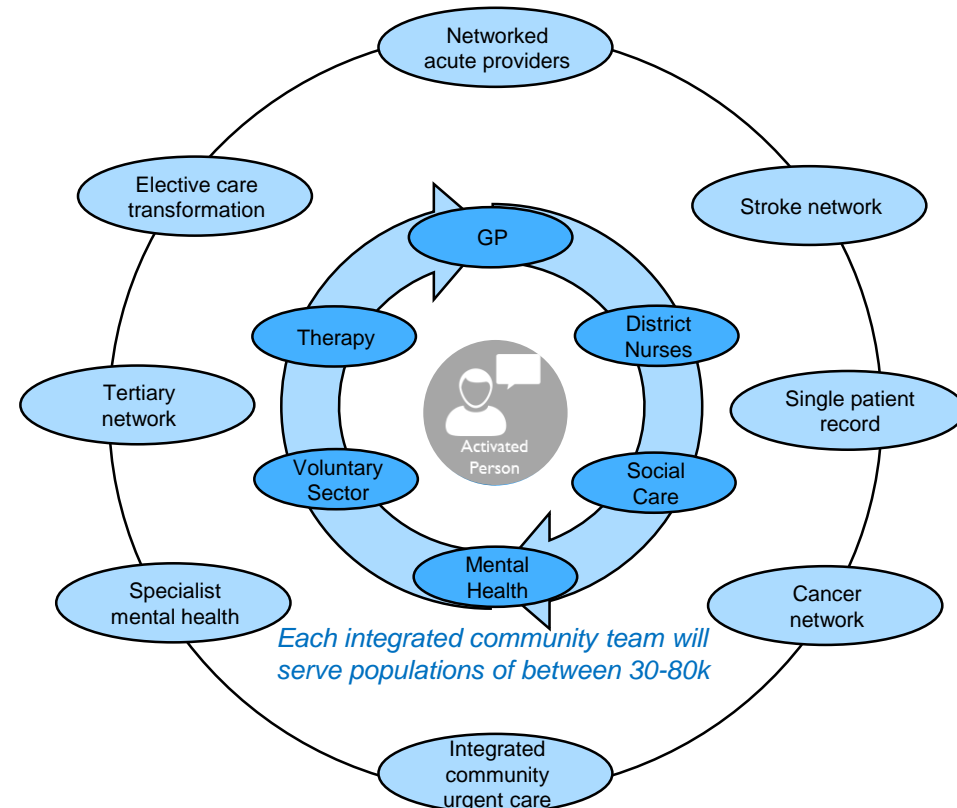 Networked
acute providers
Elective care
transformation
Stroke network
GP
Therapy
District
Nurses
Tertiary
network
Activated
Person
Single patient
record
Voluntary
Sector
Social
Care
Mental
Health
Specialist
mental health
Cancer
network
Each integrated community team will
serve populations of between 30-80k
Integrated
community
urgent care